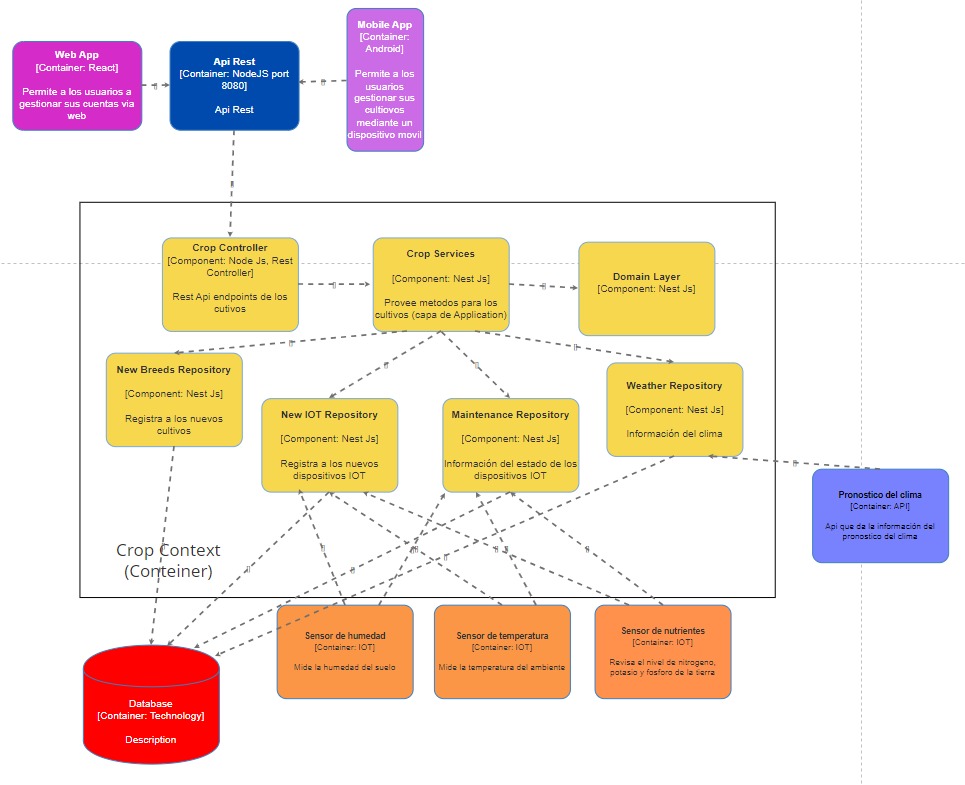 Web App
[Container: React]
Permite a los usuarios a
gestionar sus cuentas via
web
Api Rest
[Container: NodeJS port
8080]
Api Rest
Mobile App
[Container:
Android]
Permite a los
usuarios
gestionar sus
cultiovos
mediante un
dispositivo movil
Crop Controller
[Component: Node Js, Rest
Controller]
Rest Api endpoints de los
cutivos
Crop Services
[Component: Nest Js]
Provee metodos para los
cultivos (capa de Application)
Domain Layer
[Component: Nest Js]
New Breeds Repository
[Component: Nest Js]
Registra a los nuevos
cultivos
New IOT Repository
[Component: Nest Js]
Registra a los nuevos
dispositivos IOT
Maintenance Repository
[Component: Nest Js]
Información del estado de los
dispositivos IOT
Weather Repository
[Component: Nest Js]
Información del clima
Pronostico del clima
[Container: API]
Api que da la información del
pronostico del clima
Crop Context
(Conteiner)
Sensor de humedad
[Container: IOT]
Mide la humedad del suelo
Sensor de temperatura
[Container: IOT]
Mide la temperatura del ambiente
Sensor de nutrientes
[Container: IOT]
Revisa el nivel de nitrogeno,
potasio y fosforo de la tierra
Database
[Container: Technology]
Description